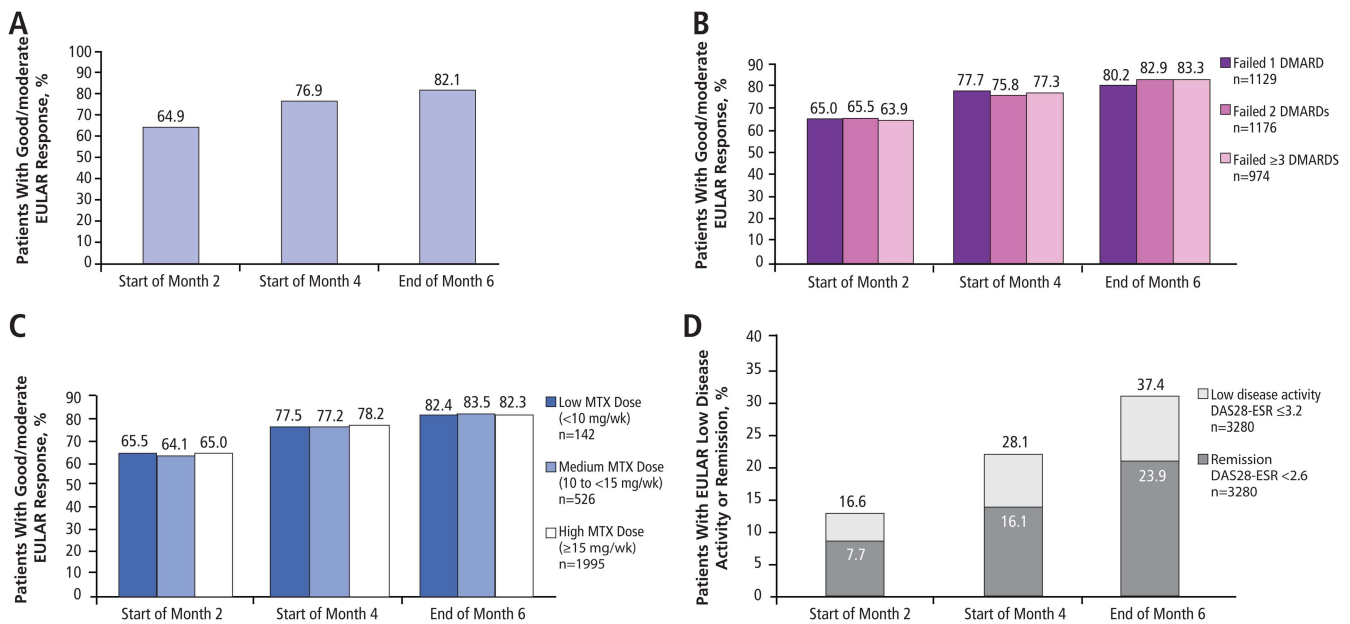 A
Patients With Good/moderate
EULAR Response, %
100
90
80
70
60
50
40
30
20
10
0
64.9
76.9
82.1
Start of Month 2
Start of Month 4
End of Month 6
B
Patients With Good/moderate
EULAR Response, %
90
80
70
60
50
40
30
20
10
0
65.0 65.5 63.9
77.7 75.8 77.3
80.2 82.9 83.3
Start of Month 2
Start of Month 4
End of Month 6
Failed 1 DMARD
n=1129
Failed 2 DMARDs
n=1176
Failed ≥3 DMARDS
n=974
C
Patients With Good/moderate
EULAR Response, %
90
80
70
60
50
40
30
20
10
0
65.5 64.1 65.0
77.5 77.2 78.2
82.4 83.5 82.3
Start of Month 2
Start of Month 4
End of Month 6
Low MTX Dose
(<10 mg/wk)
n=142
Medium MTX Dose
(10 to <15 mg/wk)
n=526
High MTX Dose
(≥15 mg/wk)
n=1995
D
Patients With EULAR Low Disease
Activity or Remission, %
40
35
30
25
20
15
10
5
0
16.6
7.7
28.1
16.1
37.4
23.9
Start of Month 2
Start of Month 4
End of Month 6
Low disease activity
DAS28-ESR ≤3.2
n=3280
Remission
DAS28-ESR <2.6
n=3280